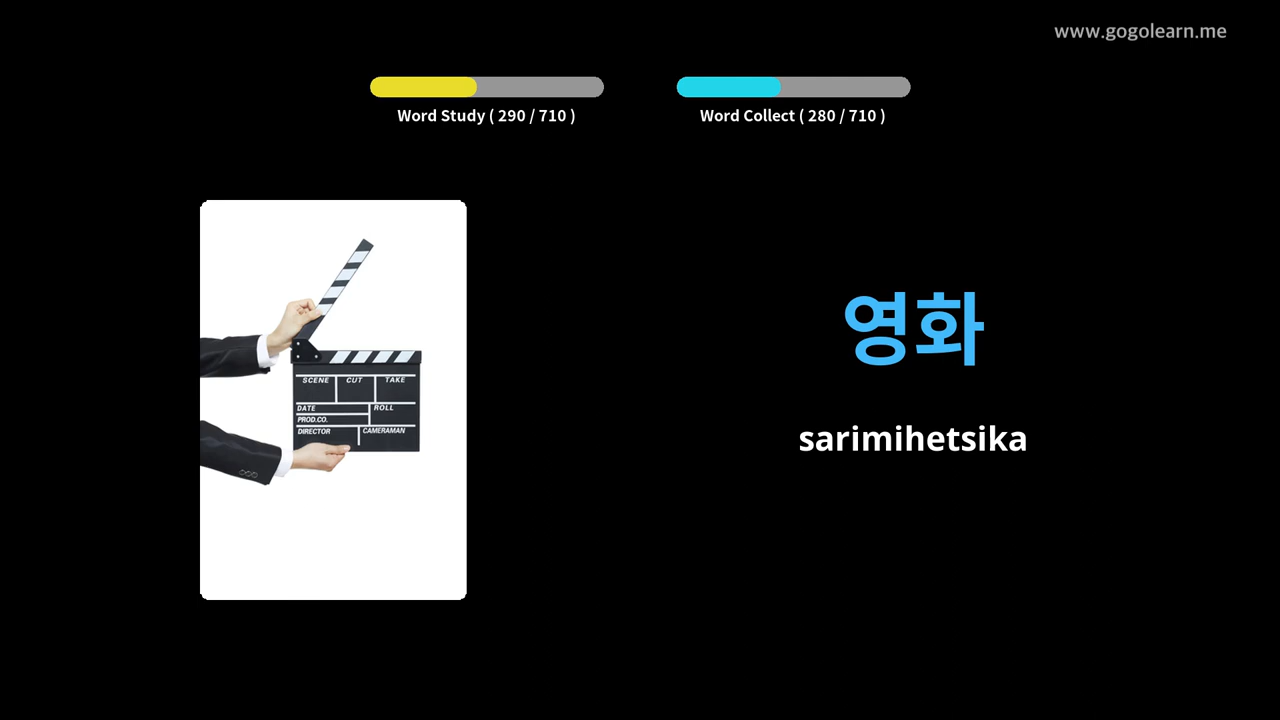 www.gogolearn.me
Word Study ( 290 / 710 )
Word Collect ( 280 / 710 )
SCENE CUT TAKE
DATE ROLL
PROD.CO.
DIRECTOR CAMERAMAN
영화
sarimihetsika